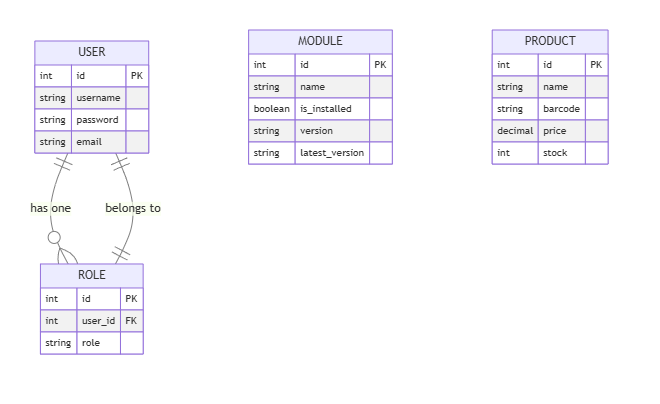 USER
int id PK
string username
string password
string email
has one
belongs to
ROLE
int id PK
int user_id FK
string role
MODULE
int id PK
string name
boolean is_installed
string version
string latest_version
PRODUCT
int id PK
string name
string barcode
decimal price
int stock